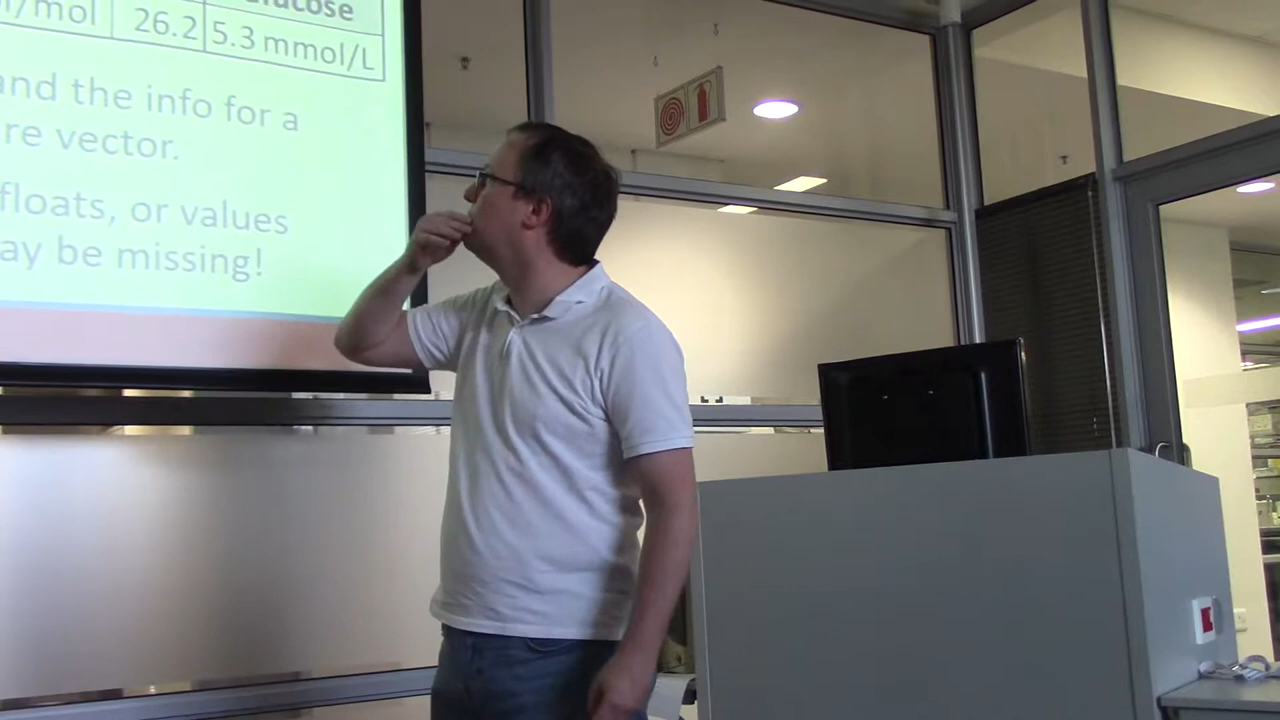 /mol 26.2 5.3 mmol/L
and the info for a
re vector.
floats, or values
ay be missing!